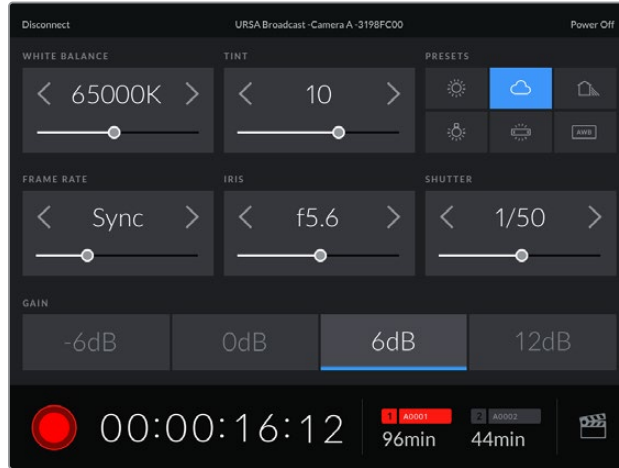 Disconnect
URSA Broadcast -Camera A -3198FC00
Power Off
WHITE BALANCE
TINT
PRESETS
65000K
10
AWB
FRAME RATE
IRIS
SHUTTER
Sync
f5.6
1/50
GAIN
-6dB
0dB
6dB
12dB
00:00:16:12
1 A0001
96min
2 A0002
44min